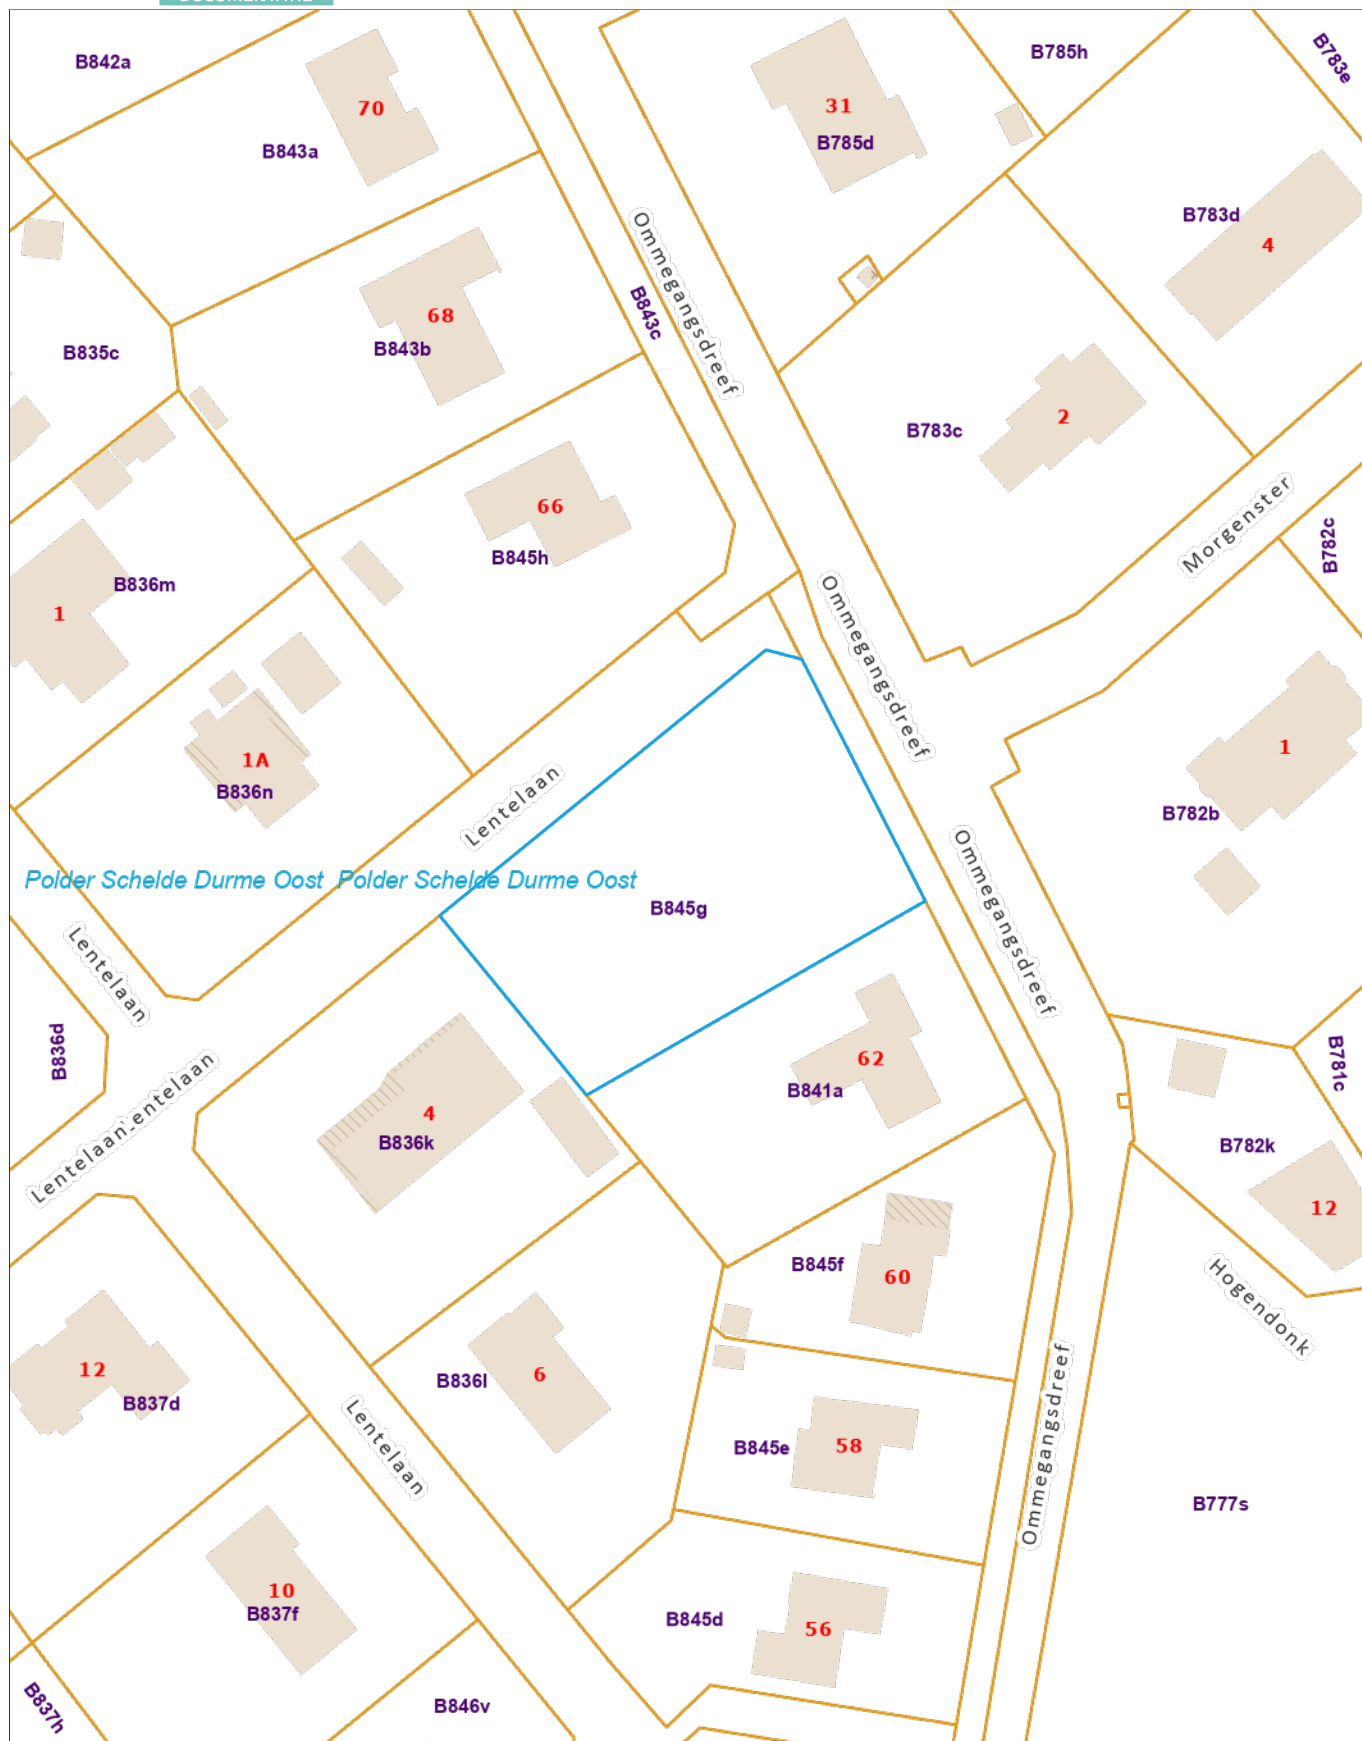 B842a
B785h
B783e
70
31
B785d
B843a
Ommegangsdreef
B783d
4
B843c
68
B843b
B835c
2
B783c
Morgenster
66
B845h
B782c
B836m
1
Ommegangsdreef
1A
B836n
1
Lentelaan
B782b
Polder Schelde Durme Oost
Polder Schelde Durme Oost
B845g
Ommegangsdreef
Lentelaan
B836d
62
B841a
B781c
Lentelaan
entelaan
4
B836k
B782k
12
B845f
60
Hogendonk
12
B837d
B836l
6
Lentelaan
Ommegangsdreef
58
B845e
B777s
10
B837f
B845d
56
B837h
B846v